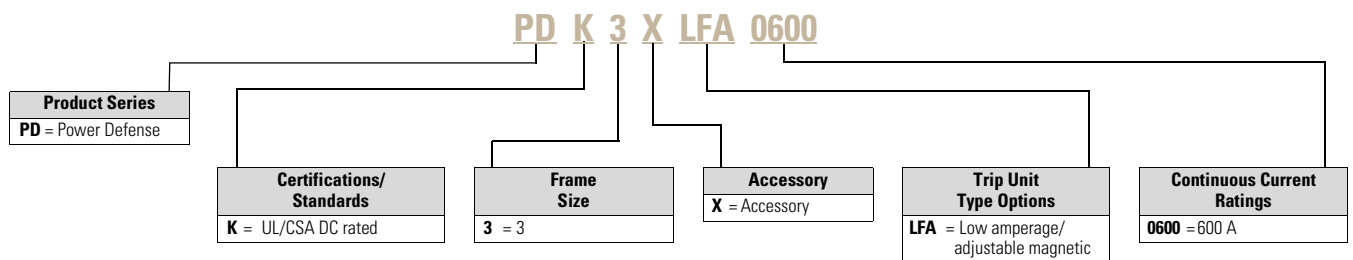 PD K 3 X LFA 0600
Product Series
PD = Power Defense
Certifications/
Standards
K = UL/CSA DC rated
Frame
Size
3 = 3
Accessory
X = Accessory
Trip Unit
Type Options
LFA = Low amperage/
adjustable magnetic
Continuous Current
Ratings
0600 = 600 A